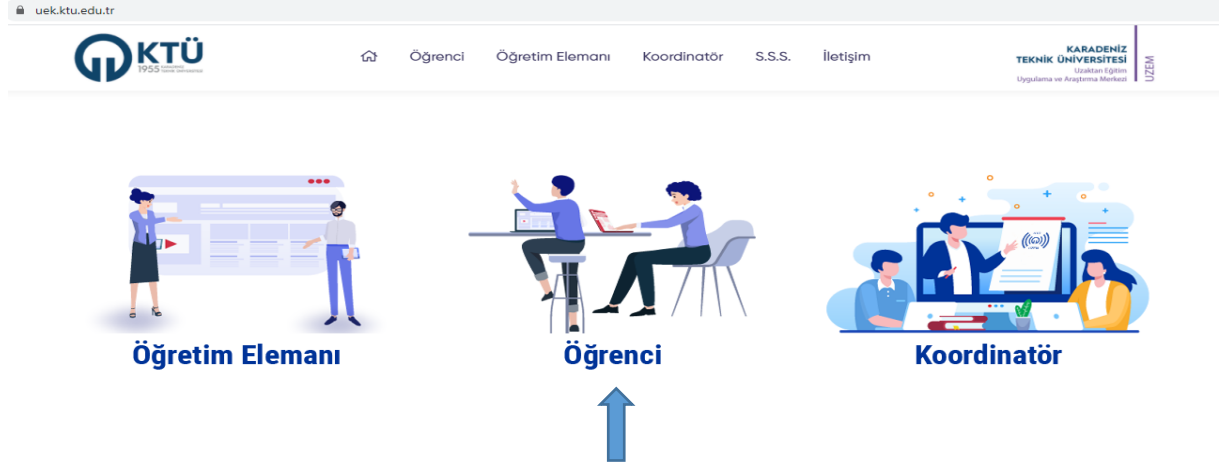 uek.ktu.edu.tr
KTÜ
1955
Öğrenci Öğretim Elemanı Koordinatör S.S.S. İletişim
KARADENİZ
TEKNİK ÜNİVERSİTESİ
Uzaktan Eğitim
Uygulama ve Araştırma Merkezi
UZEM
Öğretim Elemanı Öğrenci Koordinatör